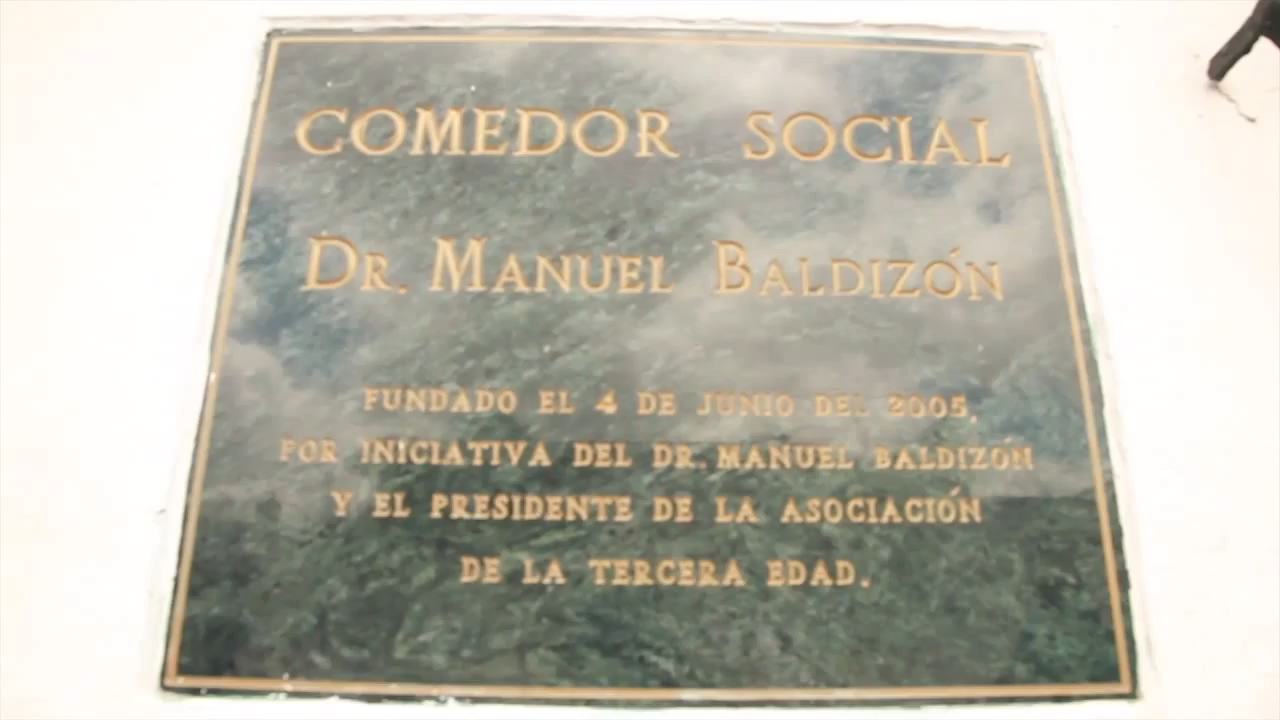 COMEDOR SOCIAL
DR. MANUEL BALDIZÓN
FUNDADO EL 4 DE JUNIO DEL 2005,
POR INICIATIVA DEL DR. MANUEL BALDIZÓN
Y EL PRESIDENTE DE LA ASOCIACIÓN
DE LA TERCERA EDAD.